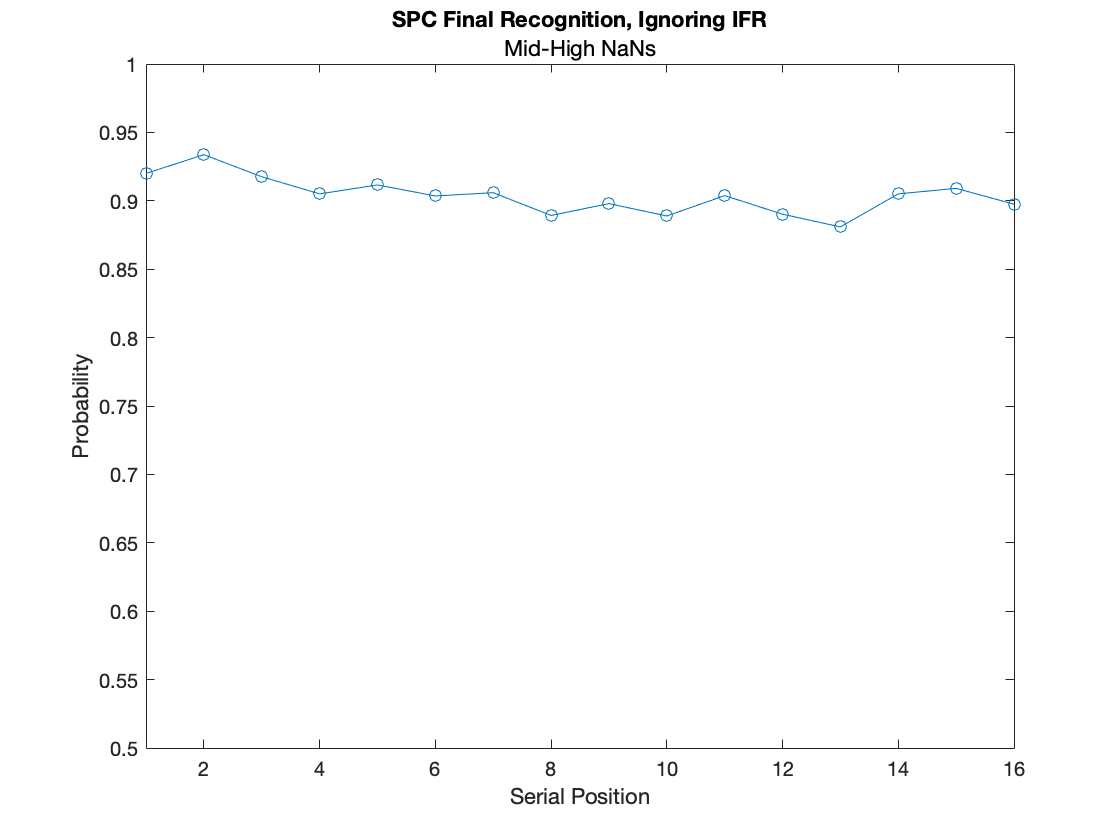 SPC Final Recognition, Ignoring IFR
Mid-High NaNs
1
0.95
0.9
0.85
0.8
0.75
0.7
0.65
0.6
0.55
0.5
Probability
2 4 6 8 10 12 14 16
Serial Position